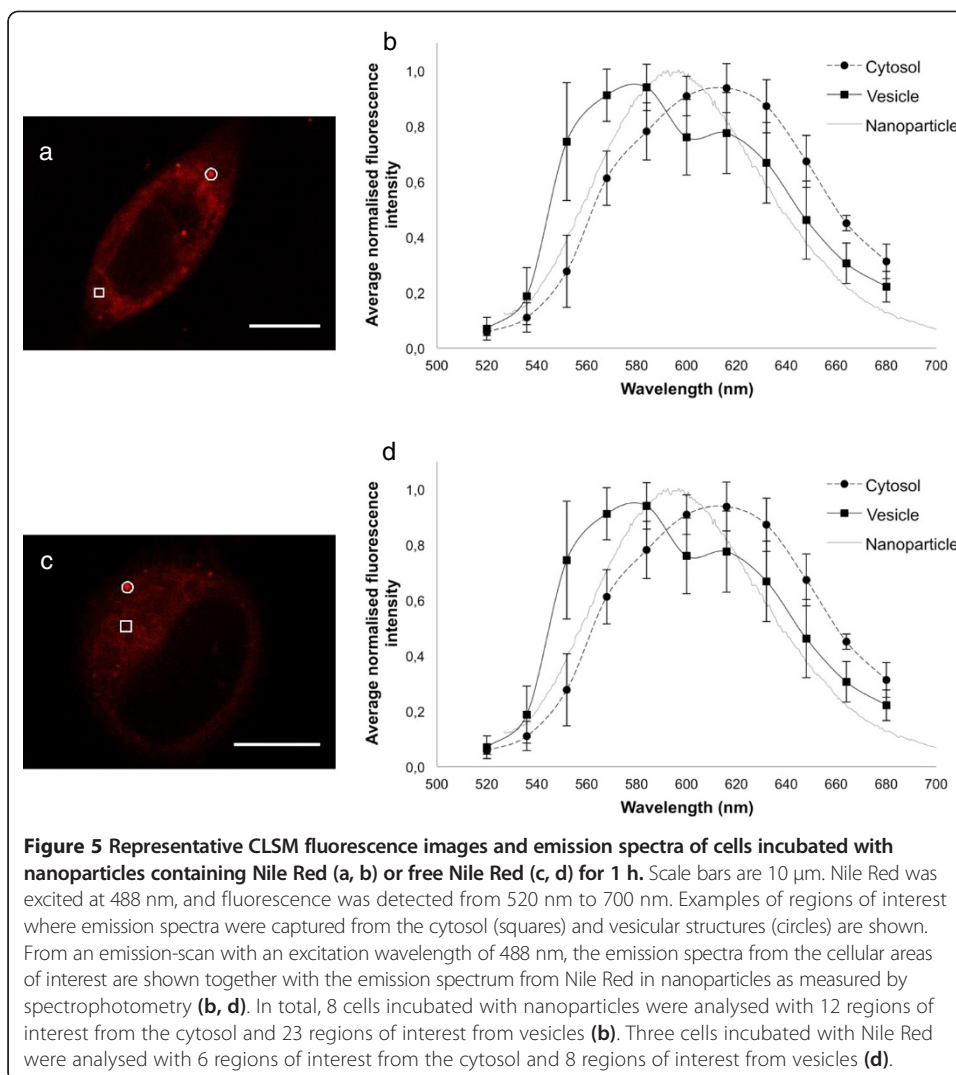 a
b
Average normalised fluorescence
intensity
1,0
0,8
0,6
0,4
0,2
0,0
500 520 540 560 580 600 620 640 660 680 700
Wavelength (nm)
Cytosol
Vesicle
Nanoparticle
c
d
Average normalised fluorescence
intensity
1,0
0,8
0,6
0,4
0,2
0,0
500 520 540 560 580 600 620 640 660 680 700
Wavelength (nm)
Cytosol
Vesicle
Nanoparticle
Figure 5 Representative CLSM fluorescence images and emission spectra of cells incubated with
nanoparticles containing Nile Red (a, b) or free Nile Red (c, d) for 1 h. Scale bars are 10 μm. Nile Red was
excited at 488 nm, and fluorescence was detected from 520 nm to 700 nm. Examples of regions of interest
where emission spectra were captured from the cytosol (squares) and vesicular structures (circles) are shown.
From an emission-scan with an excitation wavelength of 488 nm, the emission spectra from the cellular areas
of interest are shown together with the emission spectrum from Nile Red in nanoparticles as measured by
spectrophotometry (b, d). In total, 8 cells incubated with nanoparticles were analysed with 12 regions of
interest from the cytosol and 23 regions of interest from vesicles (b). Three cells incubated with Nile Red
were analysed with 6 regions of interest from the cytosol and 8 regions of interest from vesicles (d).